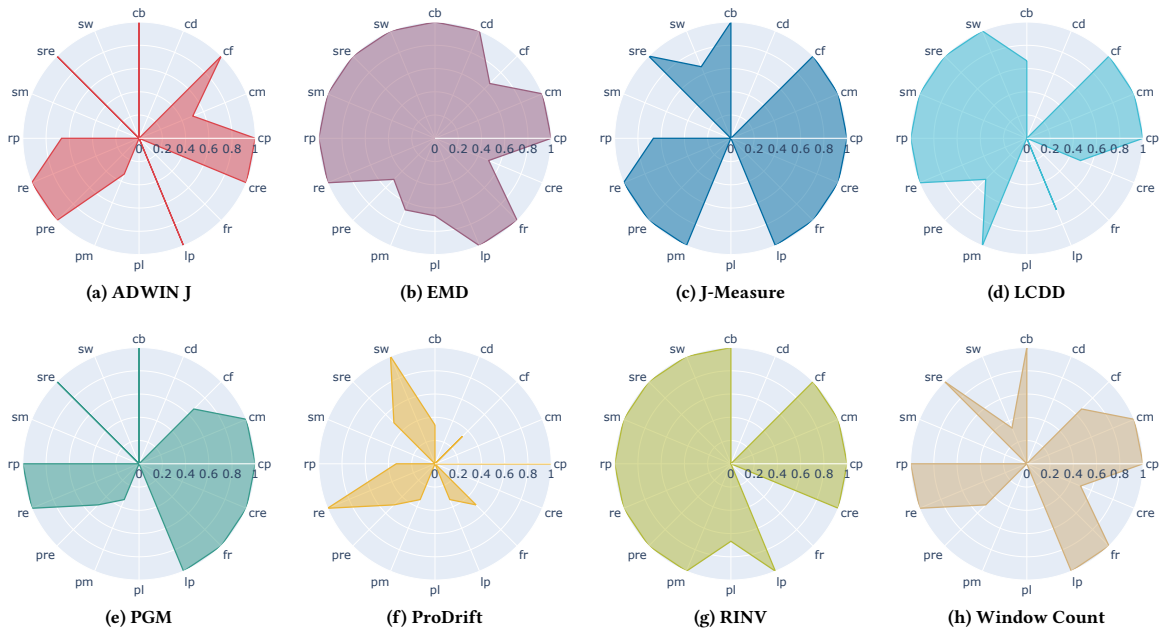 cb
sw cd
sre cf
sm cm
rp 0 0.2 0.4 0.6 0.8 1 cp
re cre
pre fr
pm lp
pl
(a) ADWIN J
cb
sw cd
sre cf
sm cm
rp 0 0.2 0.4 0.6 0.8 1 cp
re cre
pre fr
pm lp
pl
(b) EMD
cb
sw cd
sre cf
sm cm
rp 0 0.2 0.4 0.6 0.8 1 cp
re cre
pre fr
pm lp
pl
(c) J-Measure
cb
sw cd
sre cf
sm cm
rp 0 0.2 0.4 0.6 0.8 1 cp
re cre
pre fr
pm lp
pl
(d) LCDD
cb
sw cd
sre cf
sm cm
rp 0 0.2 0.4 0.6 0.8 1 cp
re cre
pre fr
pm lp
pl
(e) PGM
cb
sw cd
sre cf
sm cm
rp 0 0.2 0.4 0.6 0.8 1 cp
re cre
pre fr
pm lp
pl
(f) ProDrift
cb
sw cd
sre cf
sm cm
rp 0 0.2 0.4 0.6 0.8 1 cp
re cre
pre fr
pm lp
pl
(g) RINV
cb
sw cd
sre cf
sm cm
rp 0 0.2 0.4 0.6 0.8 1 cp
re cre
pre fr
pm lp
pl
(h) Window Count